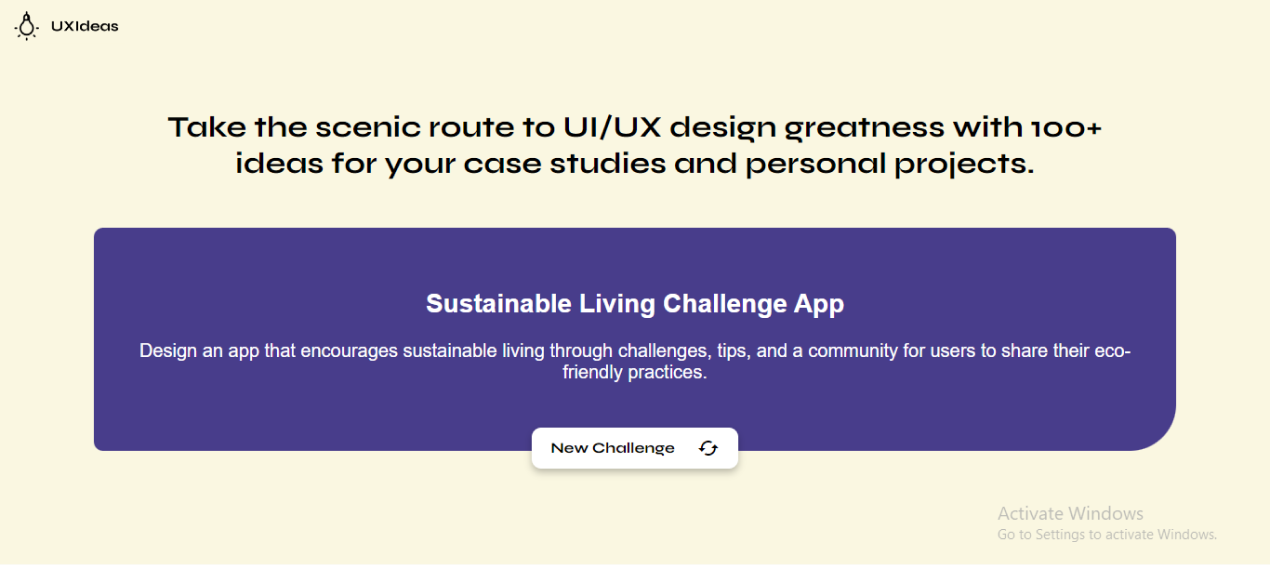 UXIdeas
Take the scenic route to UI/UX design greatness with 100+
ideas for your case studies and personal projects.
Sustainable Living Challenge App
Design an app that encourages sustainable living through challenges, tips, and a community for users to share their eco-
friendly practices.
New Challenge
Activate Windows
Go to Settings to activate Windows.